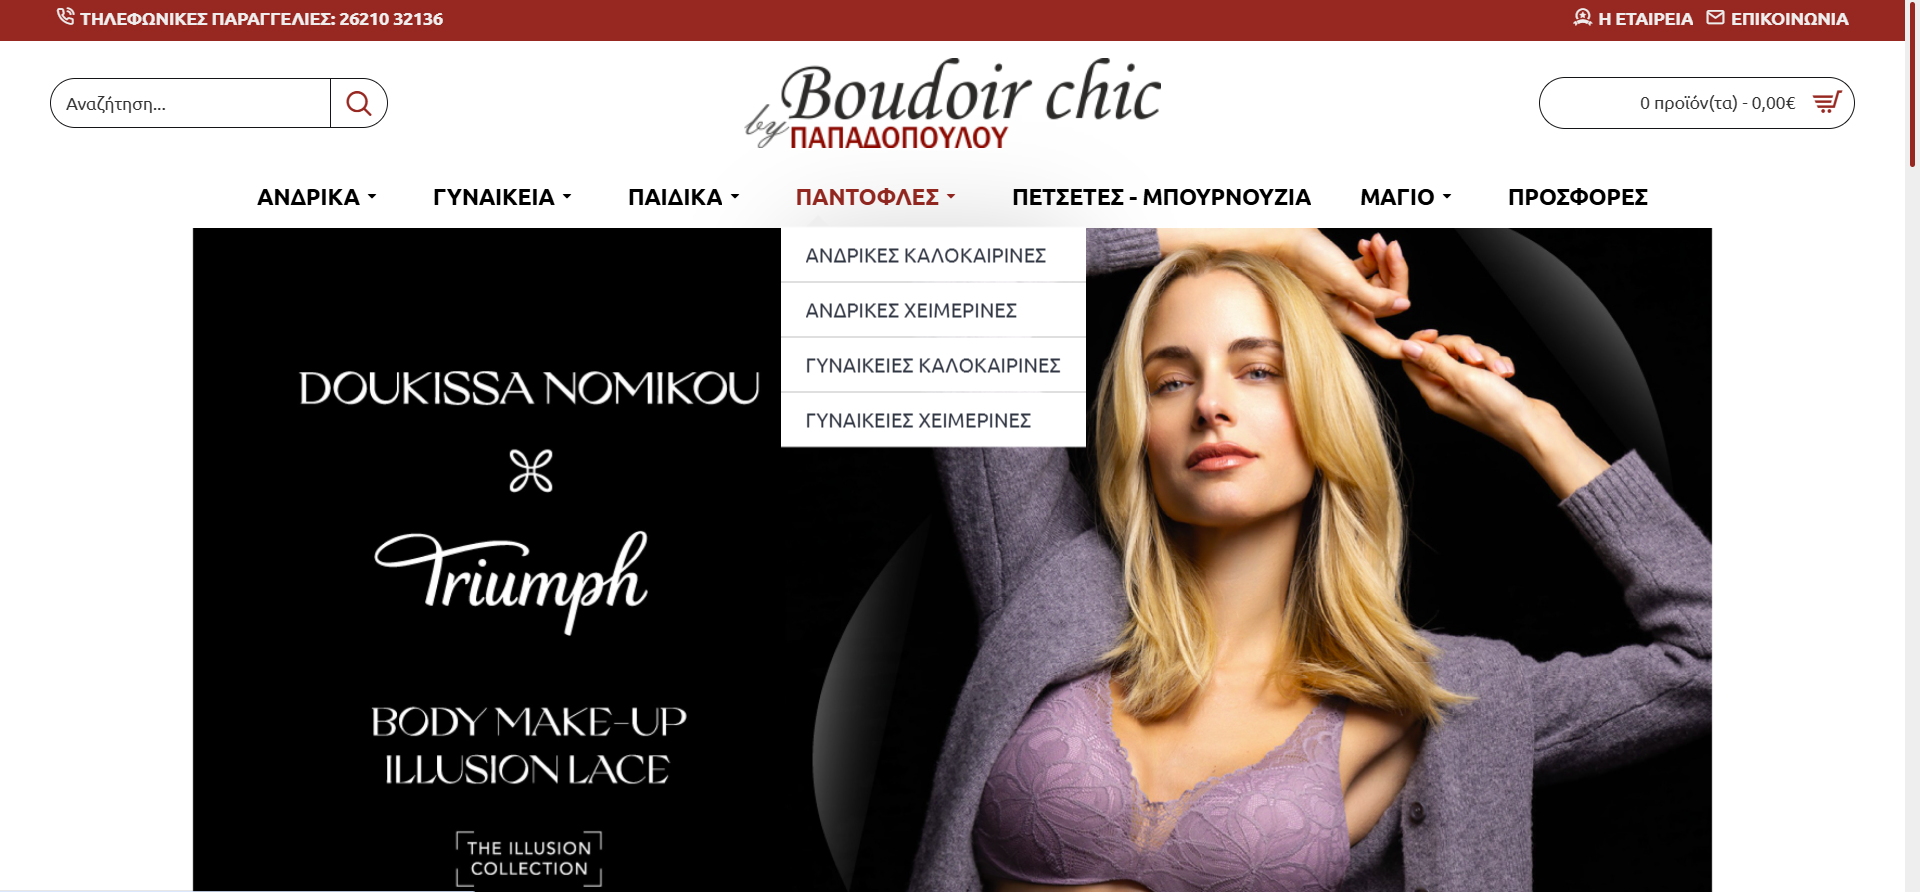 ΤΗΛΕΦΩΝΙΚΕΣ ΠΑΡΑΓΓΕΛΙΕΣ: 26210 32136
Η ΕΤΑΙΡΕΙΑ
ΕΠΙΚΟΙΝΩΝΙΑ
Αναζήτηση...
Boudoir chic
by ΠΑΠΑΔΟΠΟΥΛΟΥ
0 προϊόν(τα) - 0,00€
ΑΝΔΡΙΚΑ
ΓΥΝΑΙΚΕΙΑ
ΠΑΙΔΙΚΑ
ΠΑΝΤΟΦΛΕΣ
ΠΕΤΣΕΤΕΣ - ΜΠΟΥΡΝΟΥΖΙΑ
ΜΑΓΙΟ
ΠΡΟΣΦΟΡΕΣ
ΑΝΔΡΙΚΕΣ ΚΑΛΟΚΑΙΡΙΝΕΣ
ΑΝΔΡΙΚΕΣ ΧΕΙΜΕΡΙΝΕΣ
ΓΥΝΑΙΚΕΙΕΣ ΚΑΛΟΚΑΙΡΙΝΕΣ
ΓΥΝΑΙΚΕΙΕΣ ΧΕΙΜΕΡΙΝΕΣ
DOUKISSA NOMIKOU
Triumph
BODY MAKE-UP
ILLUSION LACE
THE ILLUSION
COLLECTION